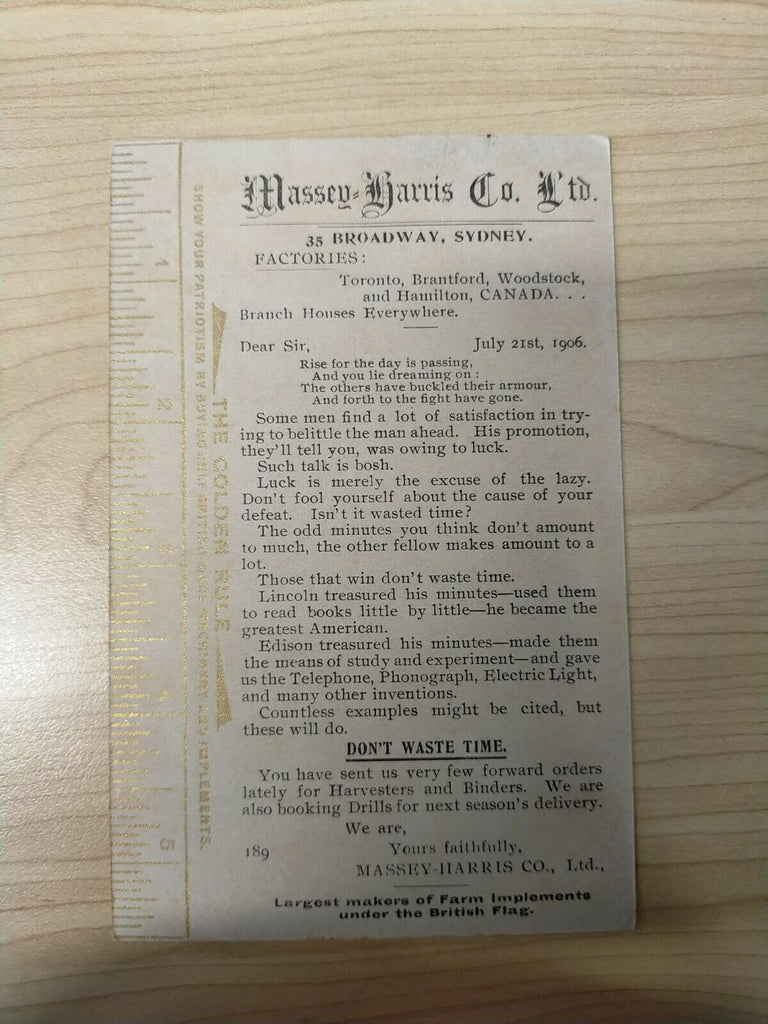 Massey-Harris Co. Ltd.
35 BROADWAY, SYDNEY.
FACTORIES:
Toronto, Brantford, Woodstock,
and Hamilton, CANADA. . .
Branch Houses Everywhere.
Dear Sir, July 21st, 1906.
Rise for the day is passing,
And you lie dreaming on :
The others have buckled their armour,
And forth to the fight have gone.
Some men find a lot of satisfaction in try-
ing to belittle the man ahead. His promotion,
they'll tell you, was owing to luck.
Such talk is bosh.
Luck is merely the excuse of the lazy.
Don't fool yourself about the cause of your
defeat. Isn't it wasted time?
The odd minutes you think don't amount
to much, the other fellow makes amount to a
lot.
Those that win don't waste time.
Lincoln treasured his minutes—used them
to read books little by little—he became the
greatest American.
Edison treasured his minutes—made them
the means of study and experiment—and gave
us the Telephone, Phonograph, Electric Light,
and many other inventions.
Countless examples might be cited, but
these will do.
DON'T WASTE TIME.
You have sent us very few forward orders
lately for Harvesters and Binders. We are
also booking Drills for next season's delivery.
We are,
189 Yours faithfully,
MASSEY-HARRIS CO., Ltd.,
Largest makers of Farm Implements
under the British Flag.
THE GOLDEN RULE
SHOW YOUR PATRIOTISM BY BUYING IMPLEMENTS.
1
2
3
4
5